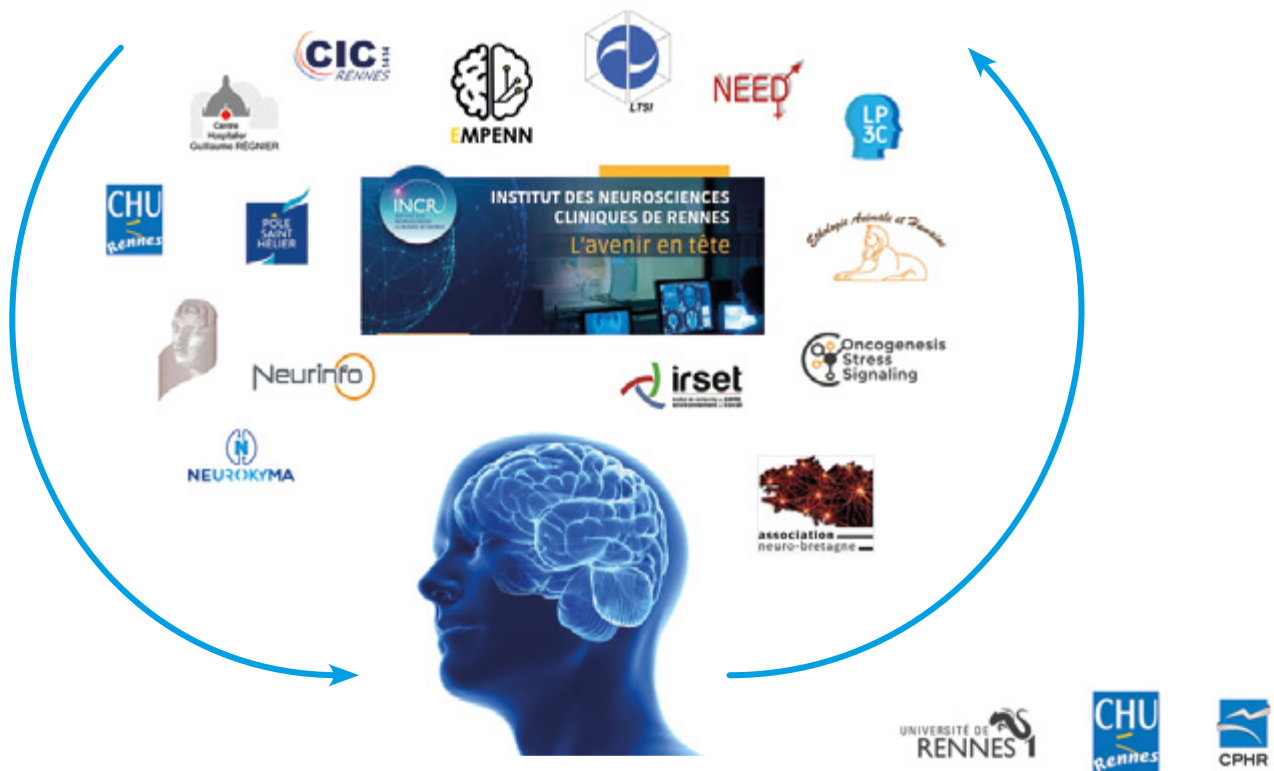 CIC 1414
RENNES
EMPENN
LTSI
NEED
LP
3C
Centre
Hospitalier
Guillaume RÉGNIER
CHU
Rennes
PÔLE
SAINT
HÉLIER
INCR
INSTITUT DES NEUROSCIENCES
CLINIQUES DE RENNES
L'avenir en tête
Ethologie Animale et Humaine
Neurinfo
irset
Oncogenesis
Stress
Signaling
NEUROKYMA
association
neuro-bretagne
UNIVERSITÉ DE
RENNES 1
CHU
Rennes
CPHR